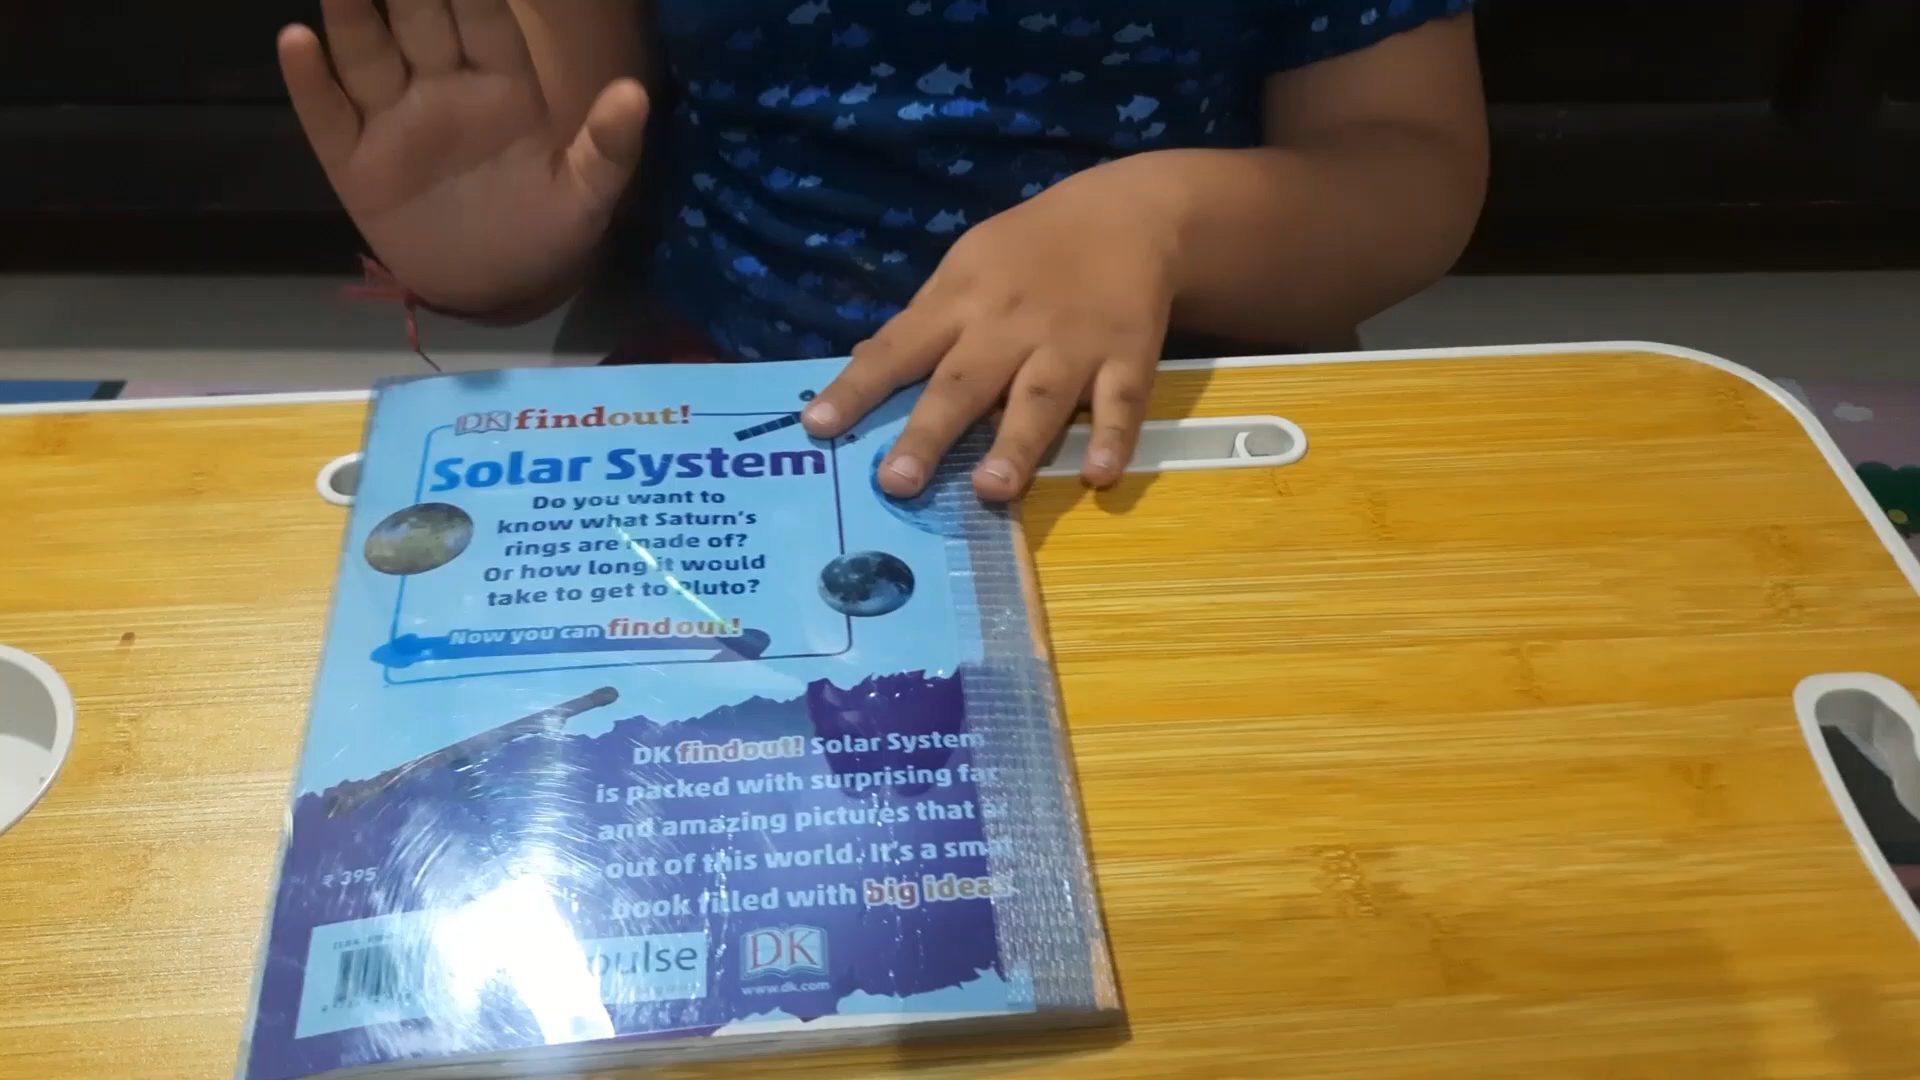 DK findout!
Solar System
Do you want to
know what Saturn's
rings are made of?
Or how long it would
take to get to Pluto?
Now you can find out!
DK findout! Solar System
is packed with surprising
and amazing pictures that
out of this world. It's a
book filled with big ideas
₹ 395
DK
www.dk.com